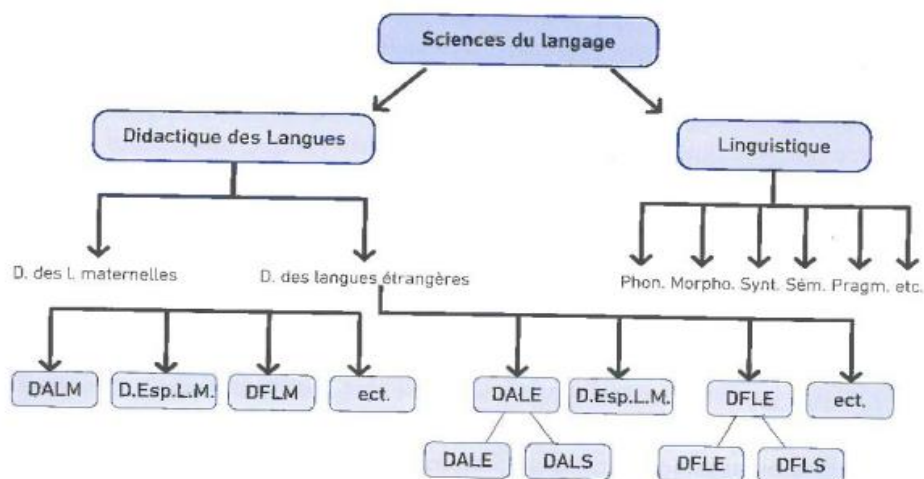 Sciences du langage
Didactique des Langues
Linguistique
D. des l. maternelles
D. des langues étrangères
Phon. Morpho. Synt. Sém. Pragm. etc.
DALM
D.Esp.L.M.
DFLM
ect.
DALE
D.Esp.L.M.
DFLE
ect.
DALE
DALS
DFLE
DFLS